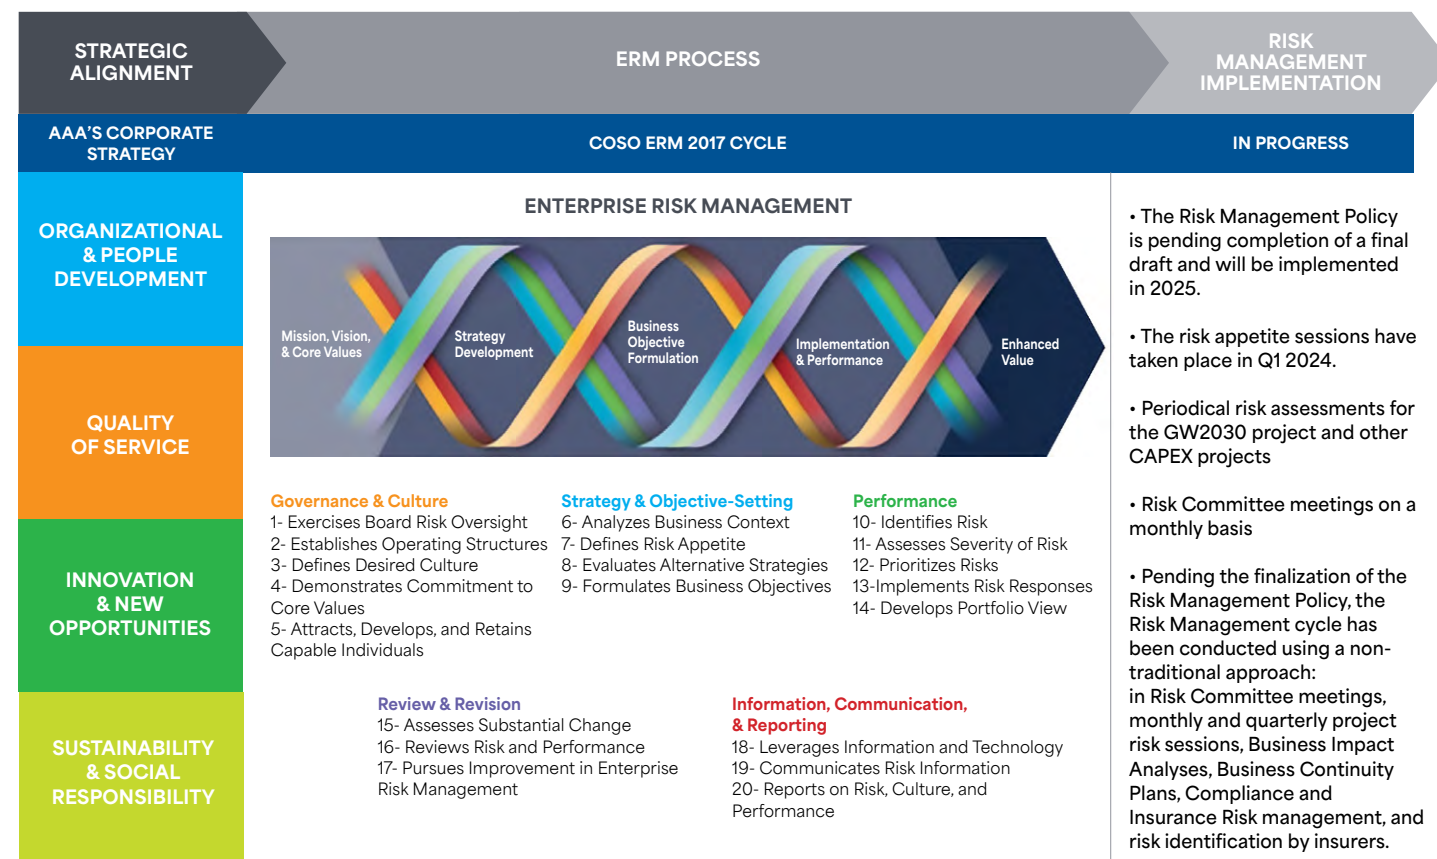 STRATEGIC
ALIGNMENT
ERM PROCESS
RISK
MANAGEMENT
IMPLEMENTATION
AAA'S CORPORATE
STRATEGY
COSO ERM 2017 CYCLE
IN PROGRESS
ORGANIZATIONAL
& PEOPLE
DEVELOPMENT
QUALITY
OF SERVICE
INNOVATION
& NEW
OPPORTUNITIES
SUSTAINABILITY
& SOCIAL
RESPONSIBILITY
ENTERPRISE RISK MANAGEMENT
Mission, Vision,
& Core Values
Strategy
Development
Business
Objective
Formulation
Implementation
& Performance
Enhanced
Value
Governance & Culture
1- Exercises Board Risk Oversight
2- Establishes Operating Structures
3- Defines Desired Culture
4- Demonstrates Commitment to
Core Values
5- Attracts, Develops, and Retains
Capable Individuals
Strategy & Objective-Setting
6- Analyzes Business Context
7- Defines Risk Appetite
8- Evaluates Alternative Strategies
9- Formulates Business Objectives
Performance
10- Identifies Risk
11- Assesses Severity of Risk
12- Prioritizes Risks
13-Implements Risk Responses
14- Develops Portfolio View
Review & Revision
15- Assesses Substantial Change
16- Reviews Risk and Performance
17- Pursues Improvement in Enterprise
Risk Management
Information, Communication,
& Reporting
18- Leverages Information and Technology
19- Communicates Risk Information
20- Reports on Risk, Culture, and
Performance
• The Risk Management Policy
is pending completion of a final
draft and will be implemented
in 2025.
• The risk appetite sessions have
taken place in Q1 2024.
• Periodical risk assessments for
the GW2030 project and other
CAPEX projects
• Risk Committee meetings on a
monthly basis
• Pending the finalization of the
Risk Management Policy, the
Risk Management cycle has
been conducted using a non-
traditional approach:
in Risk Committee meetings,
monthly and quarterly project
risk sessions, Business Impact
Analyses, Business Continuity
Plans, Compliance and
Insurance Risk management, and
risk identification by insurers.